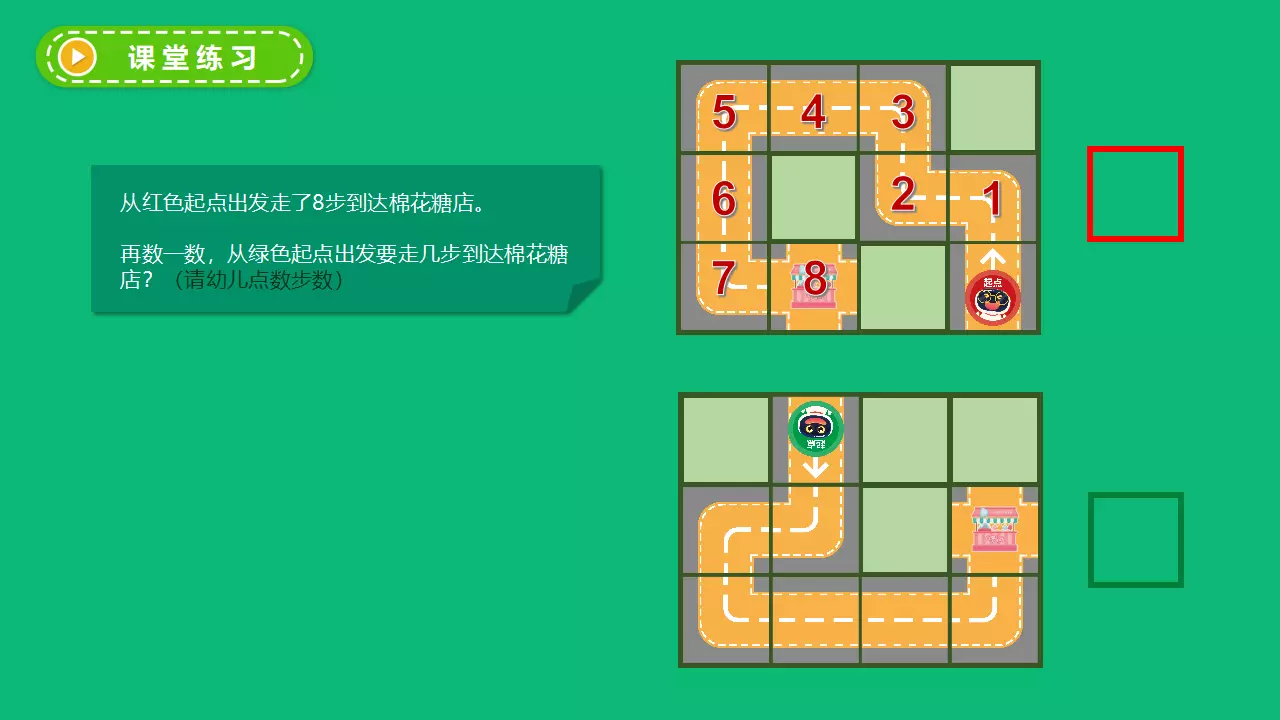 课堂练习
从红色起点出发走了8步到达棉花糖店。
再数一数，从绿色起点出发要走几步到达棉花糖
店？（请幼儿点数步数）
5 4 3
6 2 1
7 8
起点
起点